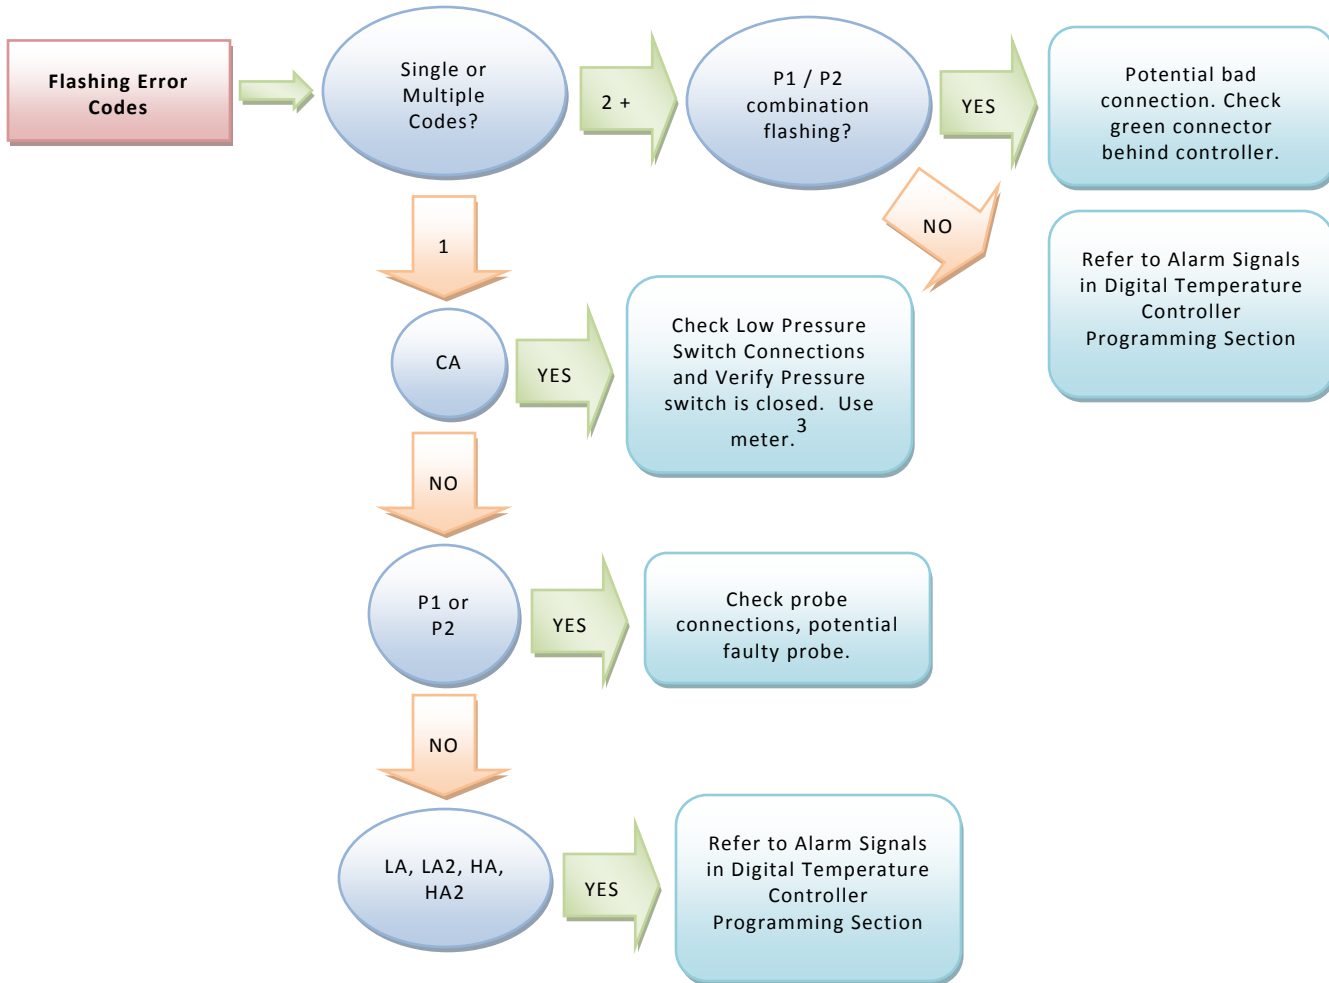 Flashing Error
Codes
Single or
Multiple
Codes?
2 +
P1 / P2
combination
flashing?
YES
Potential bad
connection. Check
green connector
behind controller.
NO
Refer to Alarm Signals
in Digital Temperature
Controller
Programming Section
1
CA
YES
Check Low Pressure
Switch Connections
and Verify Pressure
switch is closed. Use
meter.3
NO
P1 or
P2
YES
Check probe
connections, potential
faulty probe.
NO
LA, LA2, HA,
HA2
YES
Refer to Alarm Signals
in Digital Temperature
Controller
Programming Section